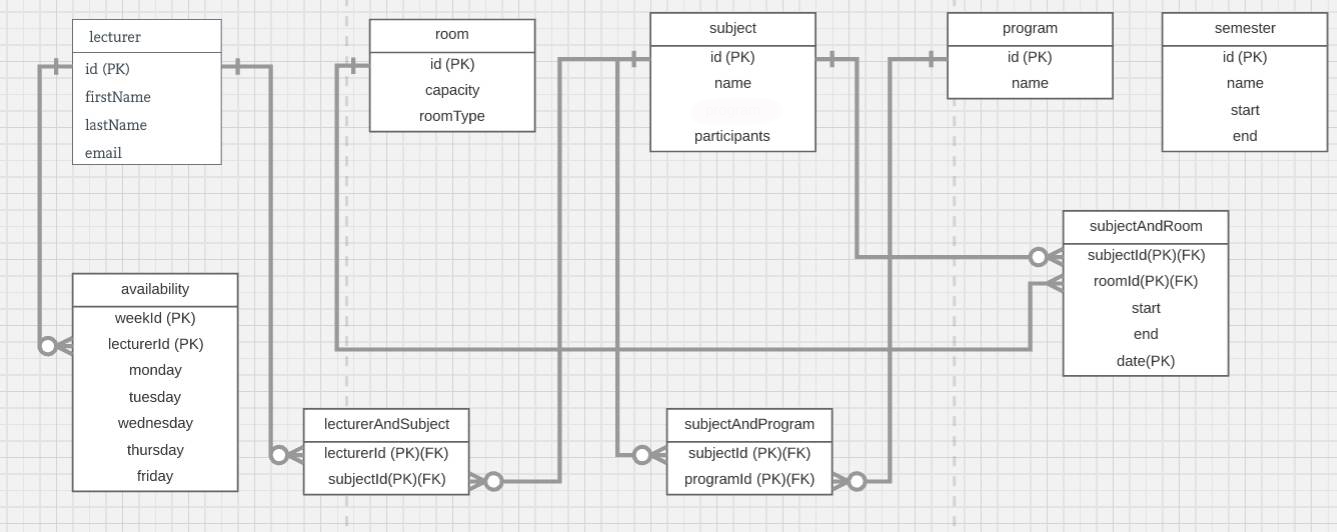 lecturer
id (PK)
firstName
lastName
email
room
id (PK)
capacity
roomType
subject
id (PK)
name
participants
program
id (PK)
name
semester
id (PK)
name
start
end
subjectAndRoom
subjectId(PK)(FK)
roomId(PK)(FK)
start
end
date(PK)
availability
weekId (PK)
lecturerId (PK)
monday
tuesday
wednesday
thursday
friday
lecturerAndSubject
lecturerId (PK)(FK)
subjectId(PK)(FK)
subjectAndProgram
subjectId (PK)(FK)
programId (PK)(FK)